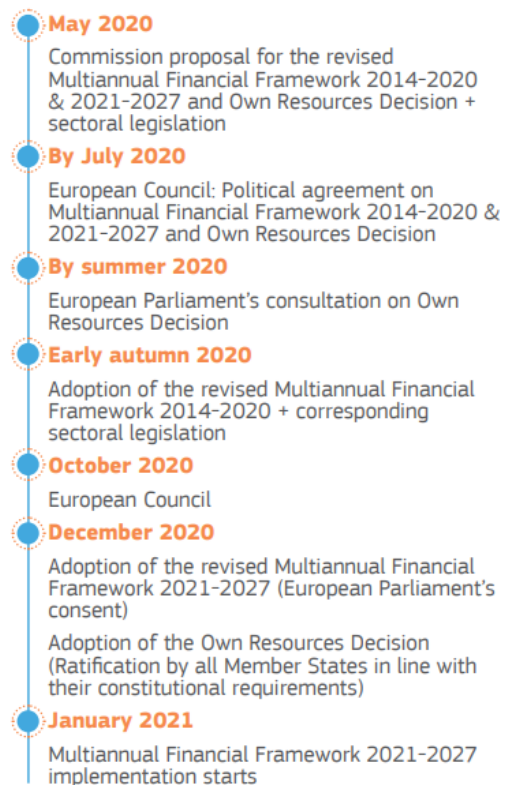 May 2020
Commission proposal for the revised
Multiannual Financial Framework 2014-2020
& 2021-2027 and Own Resources Decision +
sectoral legislation
By July 2020
European Council: Political agreement on
Multiannual Financial Framework 2014-2020 &
2021-2027 and Own Resources Decision
By summer 2020
European Parliament's consultation on Own
Resources Decision
Early autumn 2020
Adoption of the revised Multiannual Financial
Framework 2014-2020 + corresponding
sectoral legislation
October 2020
European Council
December 2020
Adoption of the revised Multiannual Financial
Framework 2021-2027 (European Parliament's
consent)
Adoption of the Own Resources Decision
(Ratification by all Member States in line with
their constitutional requirements)
January 2021
Multiannual Financial Framework 2021-2027
implementation starts